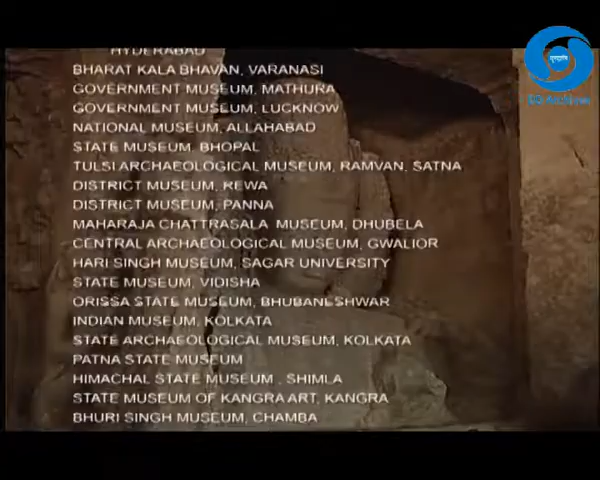 HYDERABAD
BHARAT KALA BHAVAN, VARANASI
GOVERNMENT MUSEUM, MATHURA
GOVERNMENT MUSEUM, LUCKNOW
NATIONAL MUSEUM, ALLAHABAD
STATE MUSEUM, BHOPAL
TULSI ARCHAEOLOGICAL MUSEUM, RAMVAN, SATNA
DISTRICT MUSEUM, REWA
DISTRICT MUSEUM, PANNA
MAHARAJA CHATTRASALA MUSEUM, DHUBELA
CENTRAL ARCHAEOLOGICAL MUSEUM, GWALIOR
HARI SINGH MUSEUM, SAGAR UNIVERSITY
STATE MUSEUM, VIDISHA
ORISSA STATE MUSEUM, BHUBANESHWAR
INDIAN MUSEUM, KOLKATA
STATE ARCHAEOLOGICAL MUSEUM, KOLKATA
PATNA STATE MUSEUM
HIMACHAL STATE MUSEUM , SHIMLA
STATE MUSEUM OF KANGRA ART, KANGRA
BHURI SINGH MUSEUM, CHAMBA